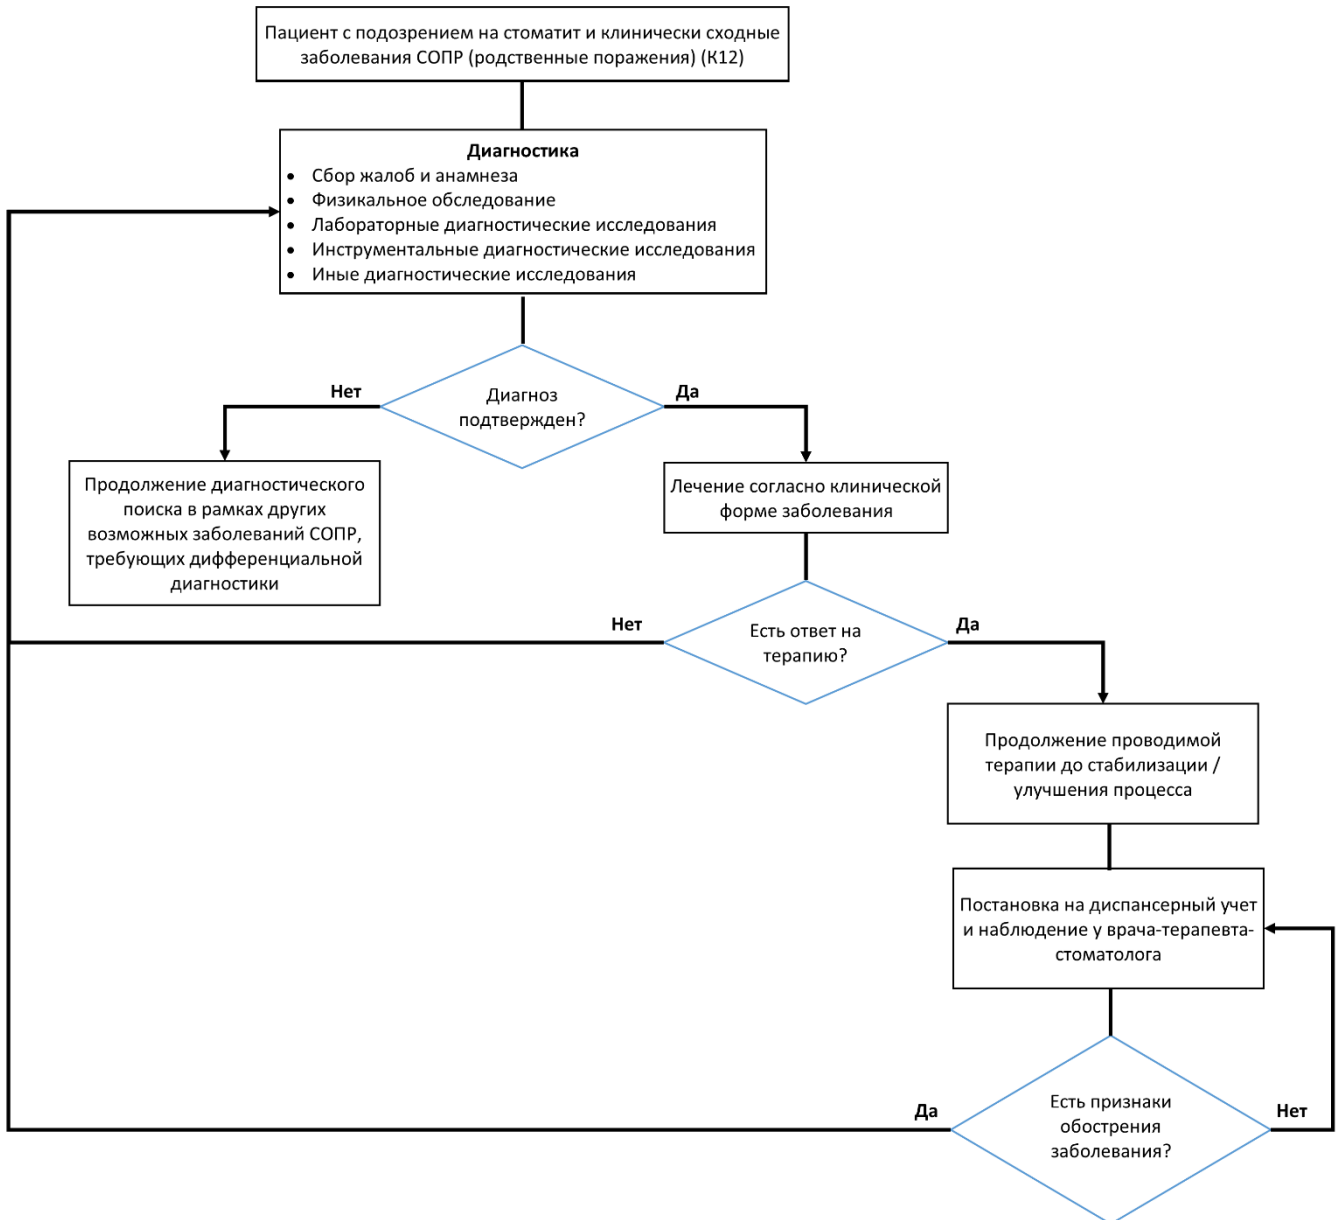 Пациент с подозрением на стоматит и клинически сходные
заболевания СОПР (родственные поражения) (К12)
Диагностика
• Сбор жалоб и анамнеза
• Физикальное обследование
• Лабораторные диагностические исследования
• Инструментальные диагностические исследования
• Иные диагностические исследования
Нет
Диагноз
подтвержден?
Да
Продолжение диагностического
поиска в рамках других
возможных заболеваний СОПР,
требующих дифференциальной
диагностики
Лечение согласно клинической
форме заболевания
Нет
Есть ответ на
терапию?
Да
Продолжение проводимой
терапии до стабилизации /
улучшения процесса
Постановка на диспансерный учет
и наблюдение у врача-терапевта-
стоматолога
Да
Есть признаки
обострения
заболевания?
Нет